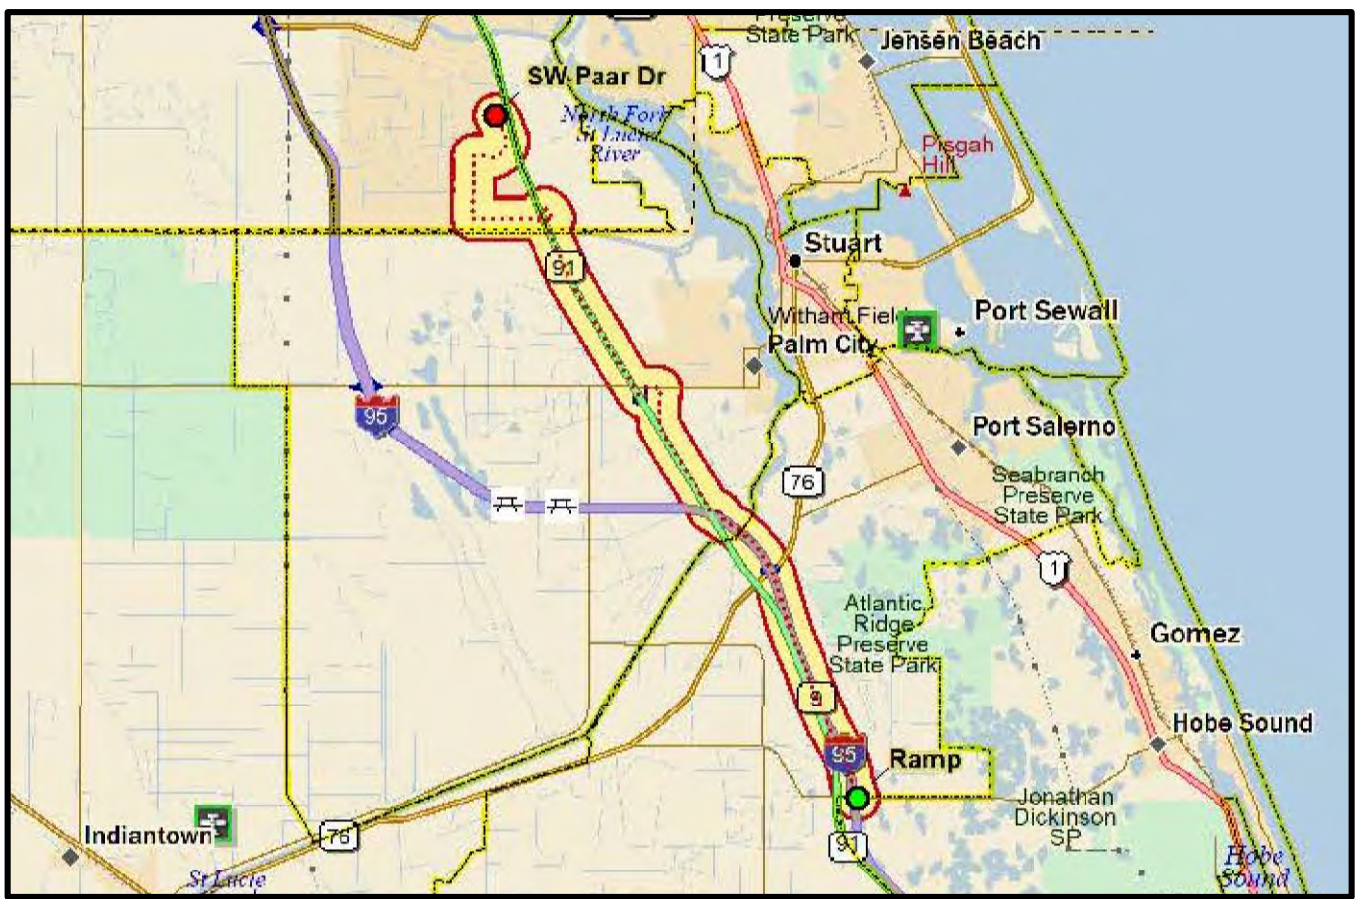 Preserve
State Park
Jensen Beach
1
SW Paar Dr
North Fork
St Lucie
River
Pisgah
Hill
Stuart
91
Witham Field
Port Sewall
Palm City
95
Port Salerno
76
Seabranch
Preserve
State Park
1
Atlantic
Ridge
Preserve
State Park
Gomez
9
Hobe Sound
95
Ramp
Jonathan
Dickinson
SP
Indiantown
76
91
Hobe
Sound
St Lucie